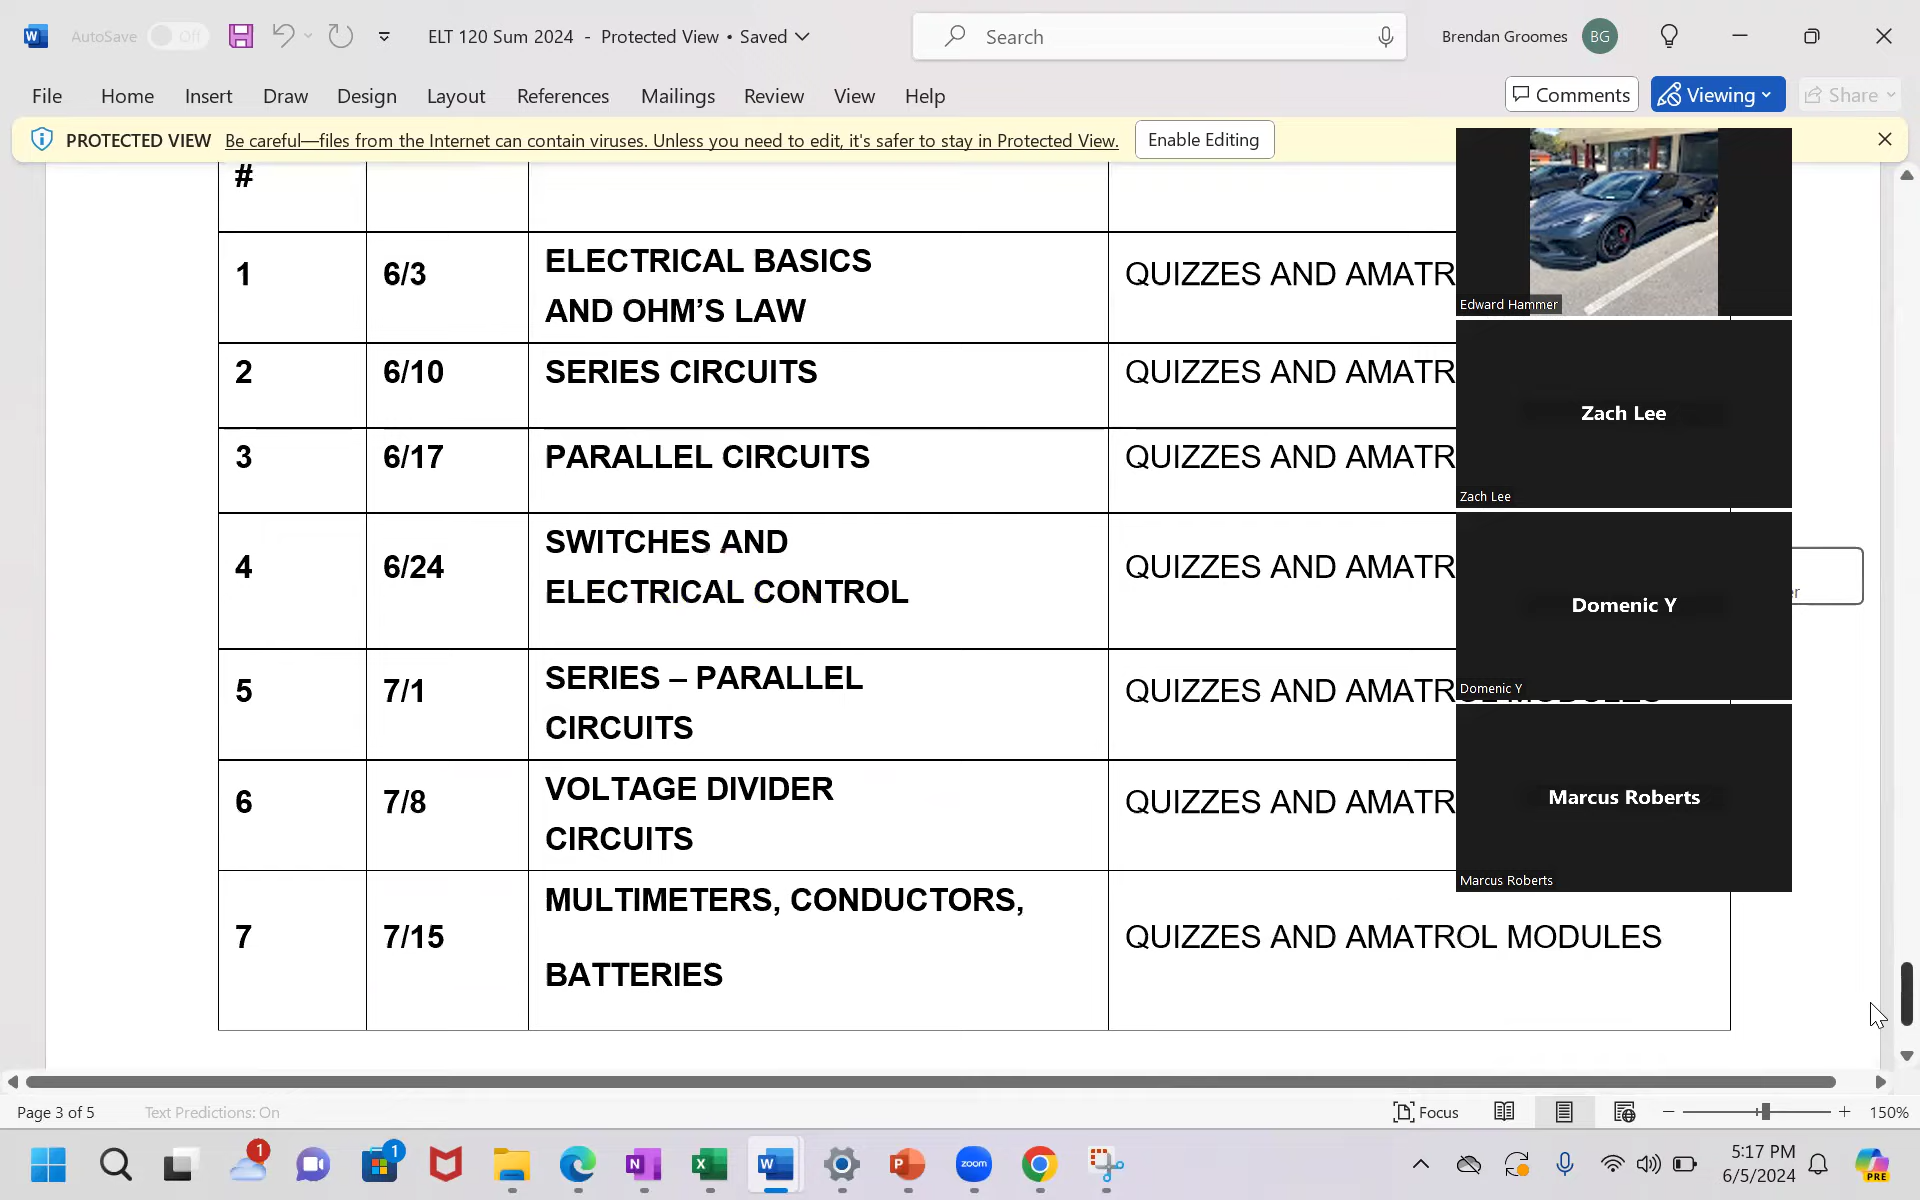 AutoSave Off ELT 120 Sum 2024 - Protected View • Saved Search Brendan Groomes BG
File Home Insert Draw Design Layout References Mailings Review View Help Comments Viewing Share
PROTECTED VIEW Be careful—files from the Internet can contain viruses. Unless you need to edit, it's safer to stay in Protected View. Enable Editing
#
1 6/3 ELECTRICAL BASICS
AND OHM'S LAW
QUIZZES AND AMATR
Edward Hammer
2 6/10 SERIES CIRCUITS QUIZZES AND AMATR
Zach Lee
3 6/17 PARALLEL CIRCUITS QUIZZES AND AMATR
Zach Lee
4 6/24 SWITCHES AND
ELECTRICAL CONTROL
QUIZZES AND AMATR
er
Domenic Y
5 7/1 SERIES – PARALLEL
CIRCUITS
QUIZZES AND AMATR
Domenic Y
6 7/8 VOLTAGE DIVIDER
CIRCUITS
QUIZZES AND AMATR
Marcus Roberts
Marcus Roberts
7 7/15 MULTIMETERS, CONDUCTORS,
BATTERIES
QUIZZES AND AMATROL MODULES
Page 3 of 5 Text Predictions: On Focus 150%
1 1 zoom 5:17 PM
6/5/2024
PRE